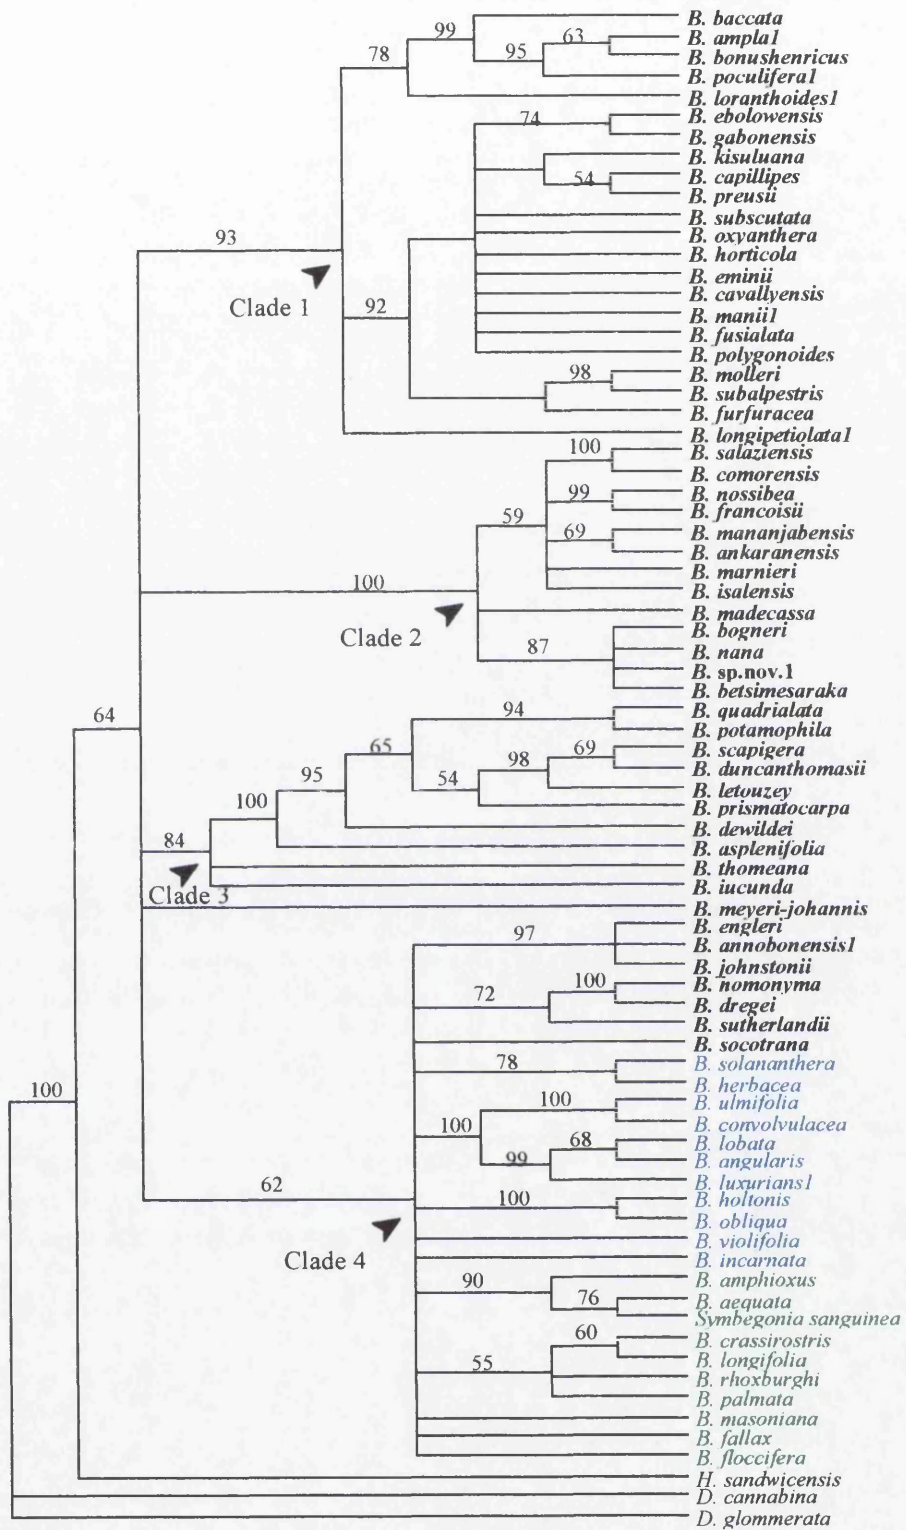 99
B. baccata
B. ampla1
63
78
95
B. bonushenricus
B. poculifera1
B. loranthoides1
B. ebolowensis
74
B. gabonensis
B. kisuluana
B. capillipes
54
B. preusii
B. subscutata
B. oxyanthera
93
B. horticola
B. eminii
B. cavallyensis
Clade 1
92
B. manii1
B. fusialata
B. polygonoides
B. molleri
98
B. subalpestris
B. furfuracea
B. longipetiolata1
100
B. salaziensis
B. comorensis
B. nossibea
99
B. francoisii
59
B. mananjabensis
69
B. ankaranensis
B. marnieri
100
B. isalensis
B. madecassa
Clade 2
B. bogneri
87
B. nana
B. sp.nov.1
B. betsimesaraka
B. quadrialata
94
64
B. potamophila
65
B. scapigera
69
98
B. duncanthomasii
95
54
B. letouzey
100
B. prismatocarpa
B. dewildei
84
B. asplenifolia
B. thomeana
Clade 3
B. iucunda
B. meyeri-johannis
B. engleri
97
B. annobonensis1
B. johnstonii
B. nomonyma
100
72
B. dregei
B. sutherlandii
B. socotrana
B. solananthera
78
B. herbacea
100
B. ulmifolia
100
B. convolvulacea
100
B. lobata
68
99
B. angularis
B. luxurians1
62
B. holtonis
100
B. obliqua
B. violifolia
Clade 4
B. incarnata
90
B. amphioxus
76
B. aequata
Symbegonia sanguinea
60
B. crassirostris
55
B. longifolia
B. rhoxburghi
B. palmata
B. masoniana
B. fallax
B. floccifera
H. sandwicensis
D. cannabina
D. glommerata